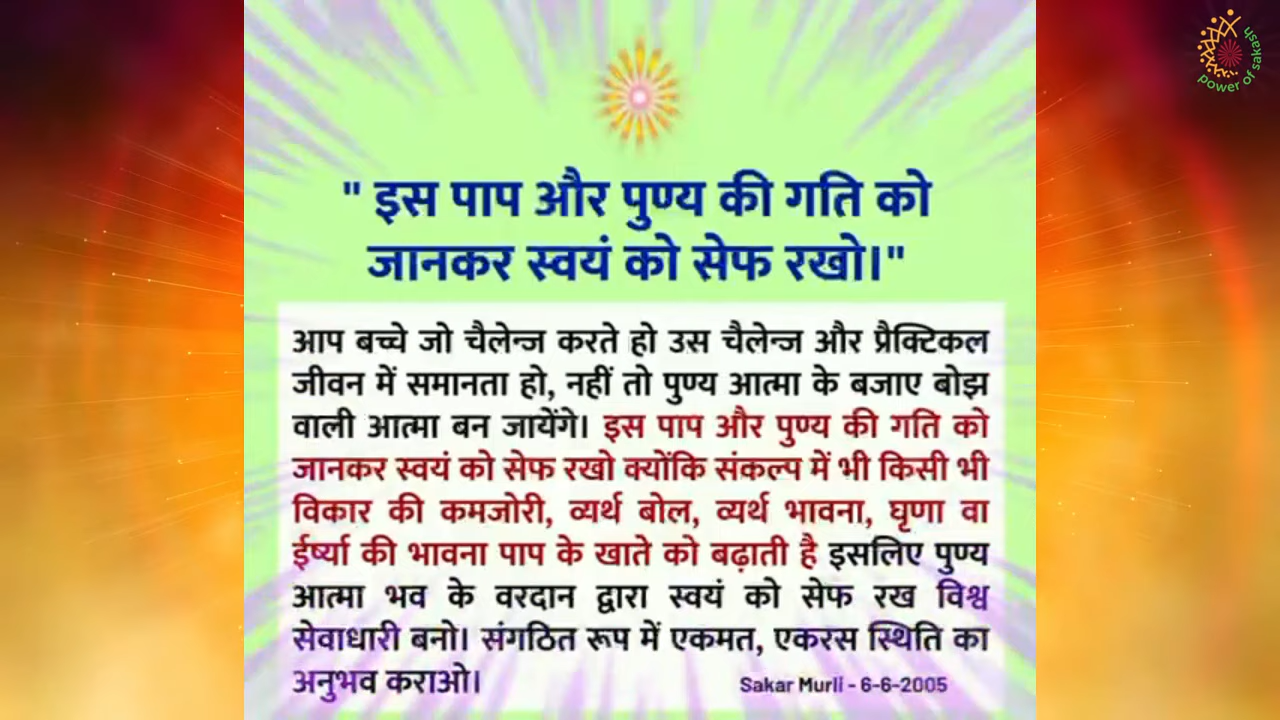 power of sakash
" इस पाप और पुण्य की गति को
जानकर स्वयं को सेफ रखो।"
आप बच्चे जो चैलेन्ज करते हो उस चैलेन्ज और प्रैक्टिकल
जीवन में समानता हो, नहीं तो पुण्य आत्मा के बजाए बोझ
वाली आत्मा बन जायेंगे। इस पाप और पुण्य की गति को
जानकर स्वयं को सेफ रखो क्योंकि संकल्प में भी किसी भी
विकार की कमजोरी, व्यर्थ बोल, व्यर्थ भावना, घृणा वा
ईर्ष्या की भावना पाप के खाते को बढ़ाती है इसलिए पुण्य
आत्मा भव के वरदान द्वारा स्वयं को सेफ रख विश्व
सेवाधारी बनो। संगठित रूप में एकमत, एकरस स्थिति का
अनुभव कराओ।
Sakar Murli - 6-6-2005